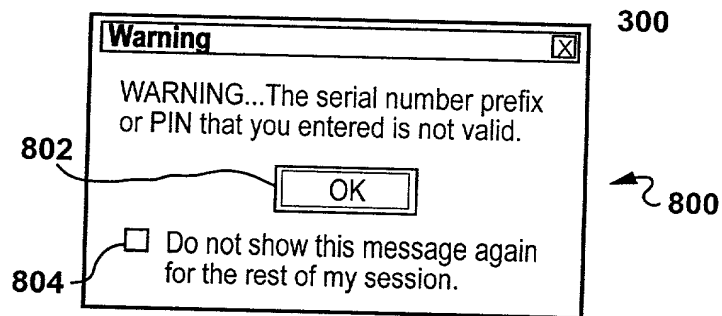 300
Warning
X
WARNING...The serial number prefix
or PIN that you entered is not valid.
802
OK
800
Do not show this message again
for the rest of my session.
804